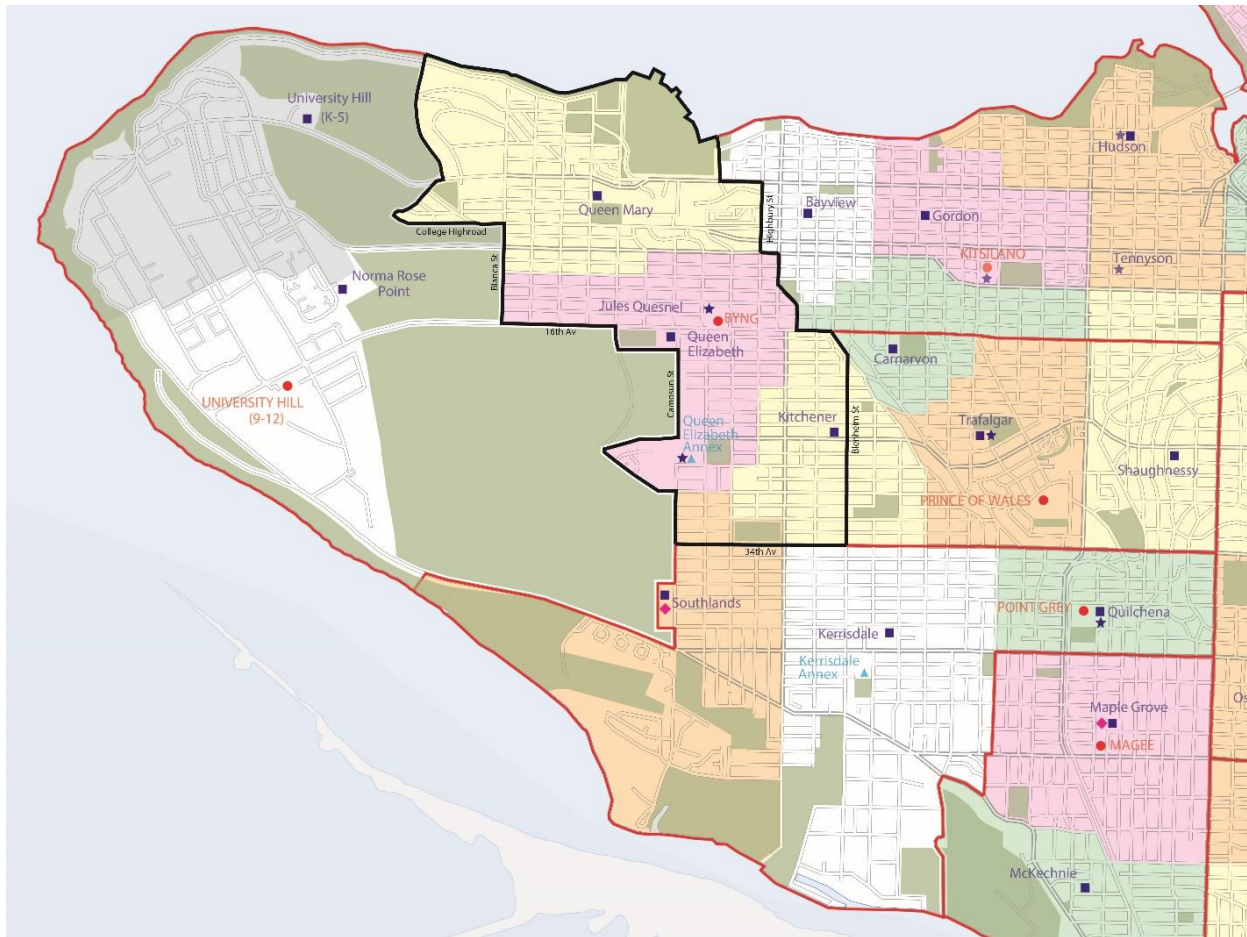 University Hill
(K-5)
Hudson
Queen Mary
Highbury St
Bayview
Gordon
College Highroad
Blanca St
KITSILANO
Tennyson
Norma Rose
Point
Jules Quesnel
BYNG
16th Av
Queen
Elizabeth
Carnarvon
UNIVERSITY HILL
(9-12)
Camosun St
Kitchener
Blenheim St
Trafalgar
Queen
Elizabeth
Annex
Shaughnessy
PRINCE OF WALES
34th Av
Southlands
POINT GREY
Quilchena
Kerrisdale
Kerrisdale
Annex
Maple Grove
Os
MAGEE
McKechnie